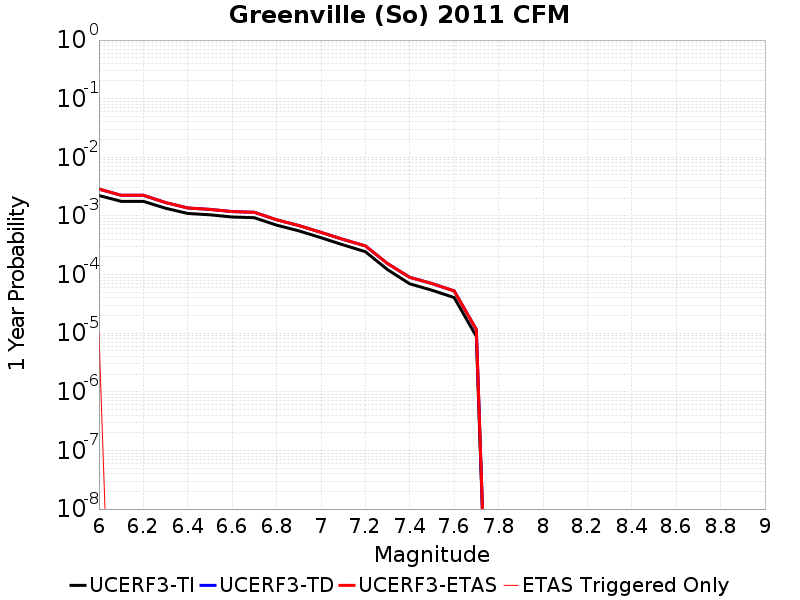 Greenville (So) 2011 CFM
1 Year Probability
10^0
10^-1
10^-2
10^-3
10^-4
10^-5
10^-6
10^-7
10^-8
6 6.2 6.4 6.6 6.8 7 7.2 7.4 7.6 7.8 8 8.2 8.4 8.6 8.8 9
Magnitude
UCERF3-TI UCERF3-TD UCERF3-ETAS ETAS Triggered Only